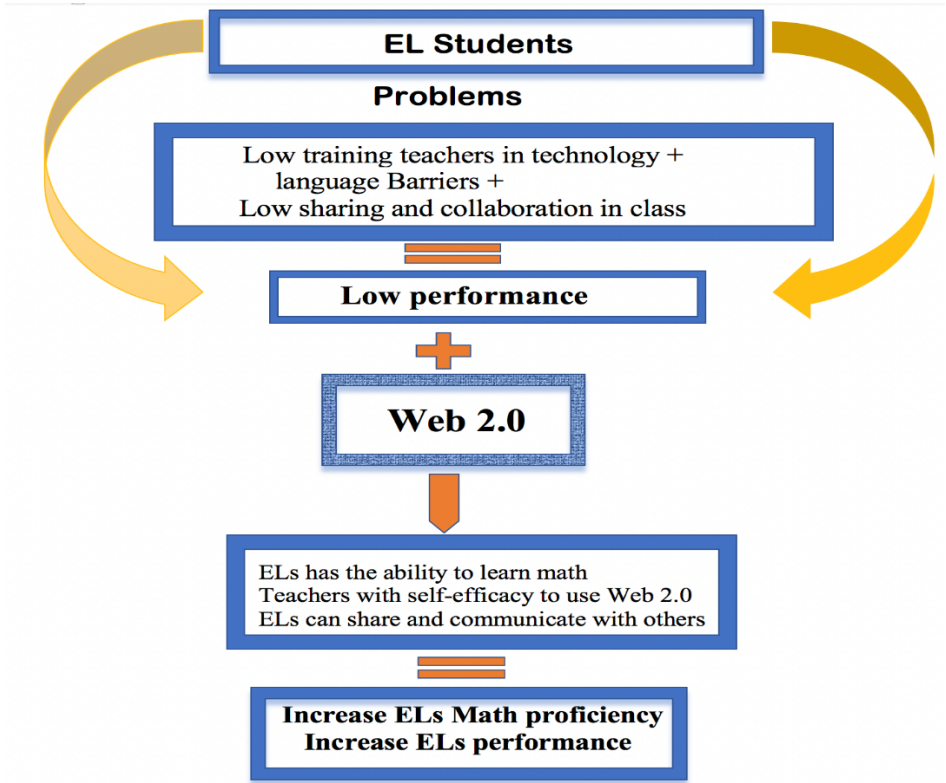 EL Students
Problems
Low training teachers in technology +
language Barriers +
Low sharing and collaboration in class
Low performance
Web 2.0
ELs has the ability to learn math
Teachers with self-efficacy to use Web 2.0
ELs can share and communicate with others
Increase ELs Math proficiency
Increase ELs performance